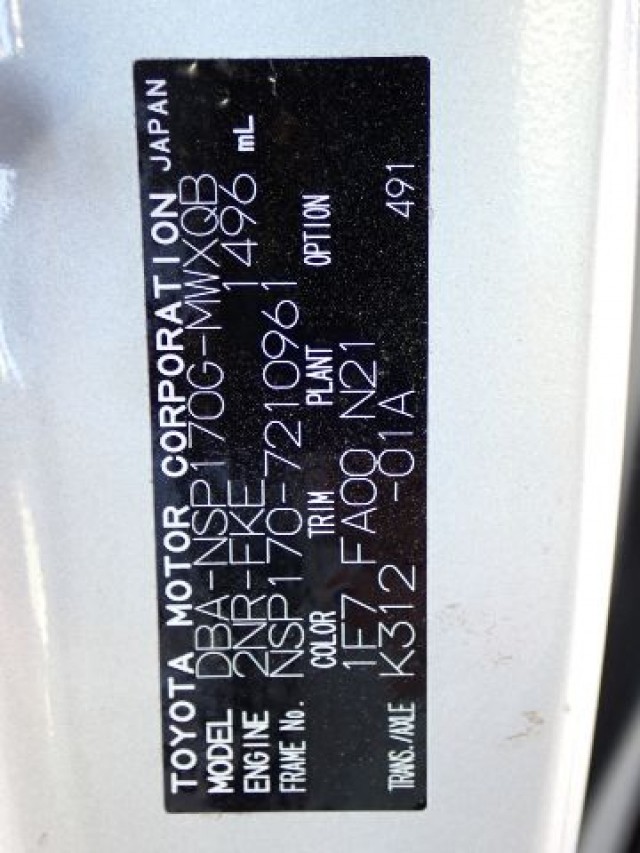 TOYOTA MOTOR CORPORATION JAPAN
MODEL DBA-NSP170G-MWXQB
ENGINE 2NR-FKE 1496 mL
FRAME No. NSP170-7210961
COLOR TRIM PLANT OPTION
1F7 FA00 N21
TRANS./AXLE K312 -01A 491